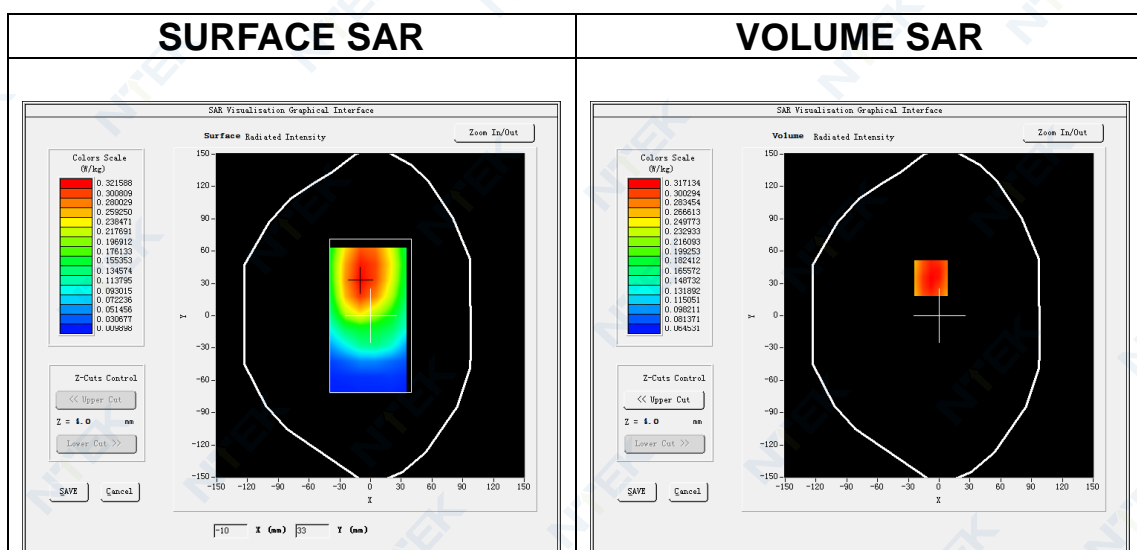 SURFACE SAR
SAR Visualisation Graphical Interface
Surface Radiated Intensity
Zoom In/Out
Colors Scale
(W/kg)
0.321588
0.300809
0.280029
0.259250
0.238471
0.217691
0.196912
0.176133
0.155353
0.134574
0.113795
0.093015
0.072236
0.051456
0.030677
0.009898
Z-Cuts Control
<< Upper Cut
Z = 4.0 mm
Lower Cut >>
SAVE Cancel
150
120
90
60
30
Y 0
-30
-60
-90
-120
-150
-150 -120 -90 -60 -30 0 30 60 90 120 150
X
-10 X (mm) 33 Y (mm)
VOLUME SAR
SAR Visualisation Graphical Interface
Volume Radiated Intensity
Zoom In/Out
Colors Scale
(W/kg)
0.317134
0.300294
0.283454
0.266613
0.249773
0.232933
0.216093
0.199253
0.182412
0.165572
0.148732
0.131892
0.115051
0.098211
0.081371
0.064531
Z-Cuts Control
<< Upper Cut
Z = 4.0 mm
Lower Cut >>
SAVE Cancel
150
120
90
60
30
Y 0
-30
-60
-90
-120
-150
-150 -120 -90 -60 -30 0 30 60 90 120 150
X
NTEK